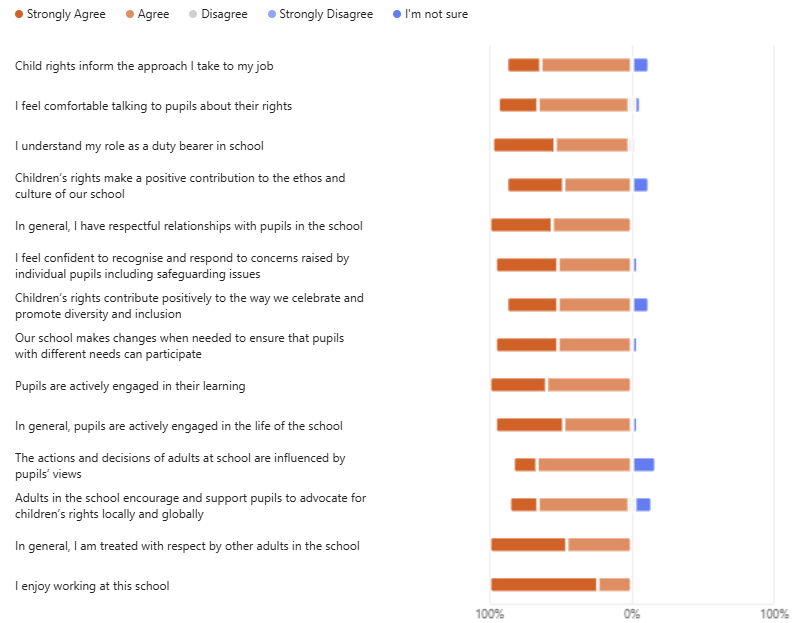 Strongly Agree Agree Disagree Strongly Disagree I'm not sure
Child rights inform the approach I take to my job
I feel comfortable talking to pupils about their rights
I understand my role as a duty bearer in school
Children's rights make a positive contribution to the ethos and
culture of our school
In general, I have respectful relationships with pupils in the school
I feel confident to recognise and respond to concerns raised by
individual pupils including safeguarding issues
Children's rights contribute positively to the way we celebrate and
promote diversity and inclusion
Our school makes changes when needed to ensure that pupils
with different needs can participate
Pupils are actively engaged in their learning
In general, pupils are actively engaged in the life of the school
The actions and decisions of adults at school are influenced by
pupils' views
Adults in the school encourage and support pupils to advocate for
children's rights locally and globally
In general, I am treated with respect by other adults in the school
I enjoy working at this school
100% 0% 100%